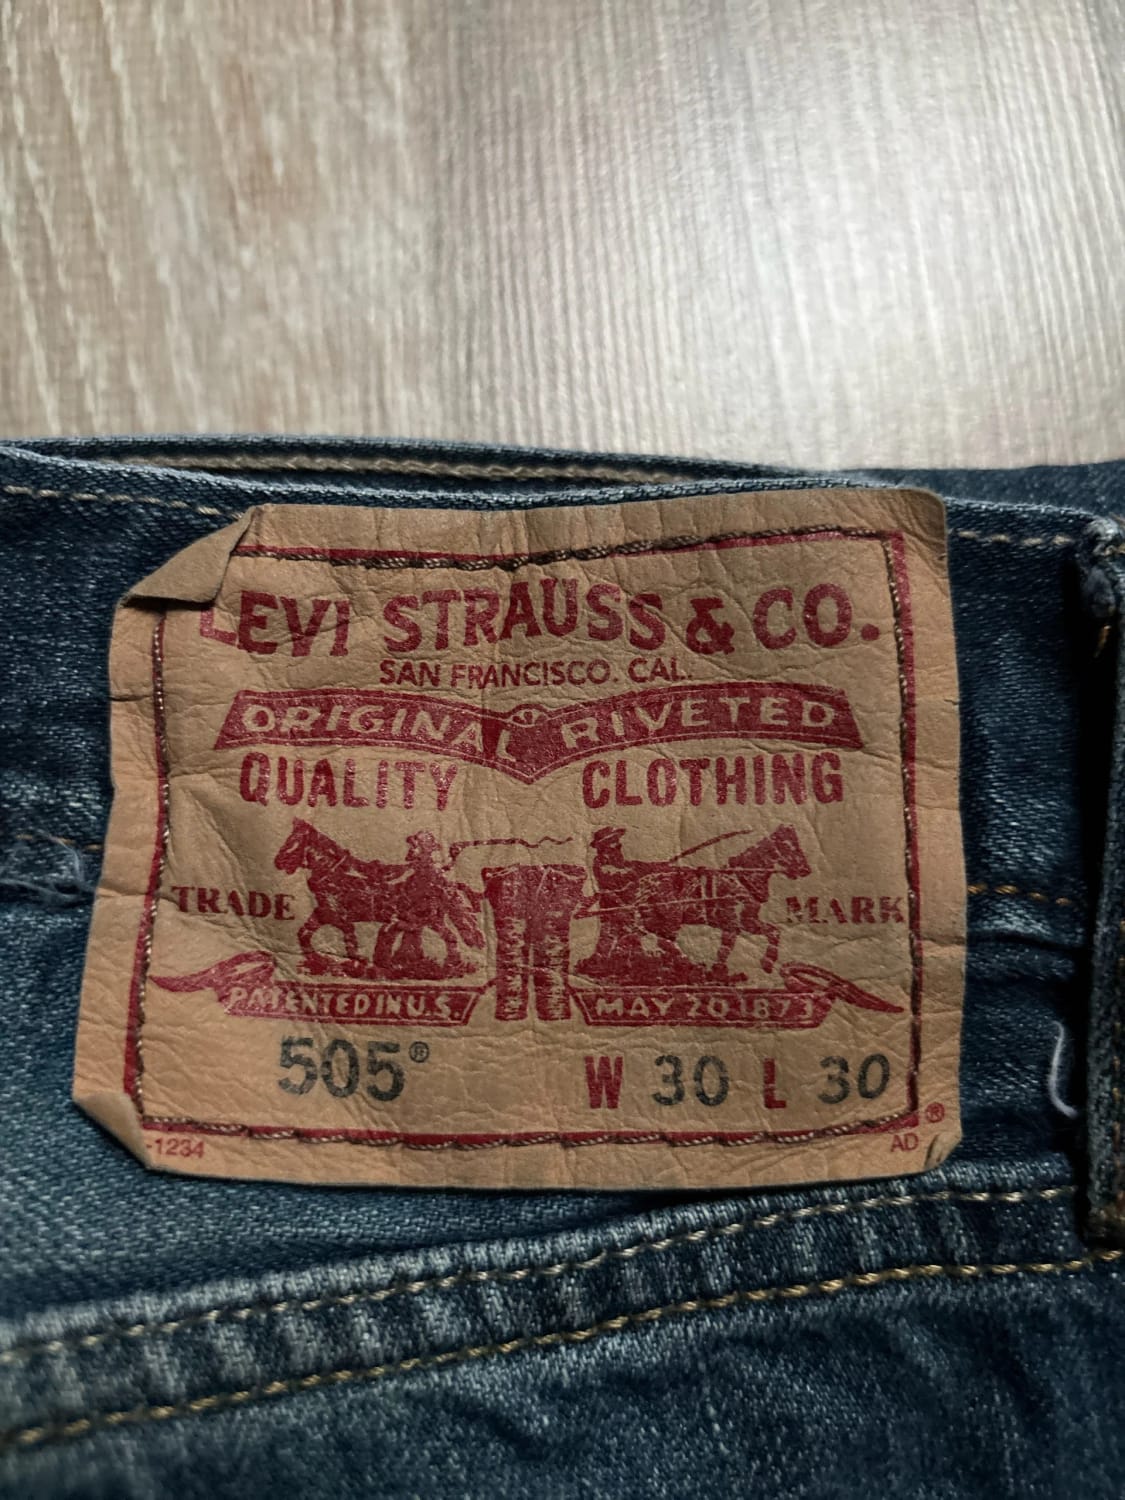 LEVI STRAUSS & CO.
SAN FRANCISCO. CAL.
ORIGINAL RIVETED
QUALITY CLOTHING
TRADE MARK
PATENTED IN U.S. MAY 20 1873
505® W 30 L 30
®
-1234 AD